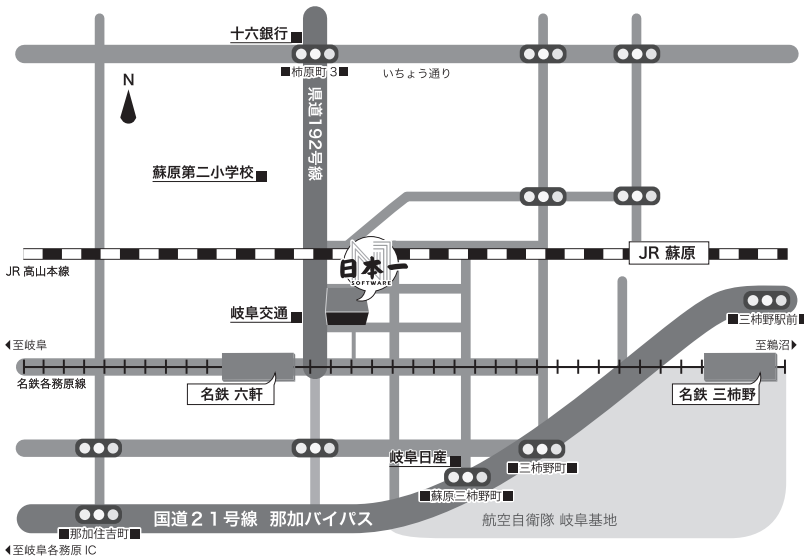 十六銀行
柿原町 3
いちょう通り
N
県道192号線
蘇原第二小学校
JR 蘇原
日本一
SOFTWARE
JR 高山本線
岐阜交通
三柿野駅前
至岐阜
至鵜沼
名鉄各務原線
名鉄 六軒
名鉄 三柿野
岐阜日産
三柿野町
蘇原三柿野町
国道21号線 那加バイパス
航空自衛隊 岐阜基地
那加住吉町
至岐阜各務原 IC